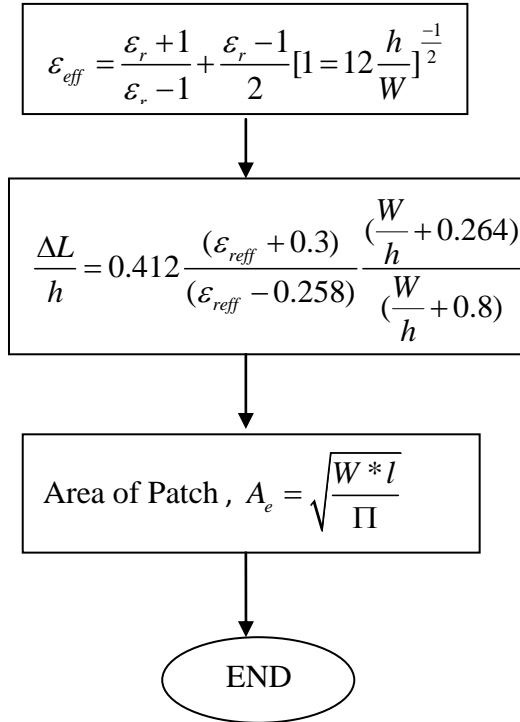 ε_eff = (ε_r + 1)/(ε_r − 1) + (ε_r − 1)/2 [1 = 12 h/W]^(−1/2)
ΔL/h = 0.412 (ε_reff + 0.3)/(ε_reff − 0.258) (W/h + 0.264)/(W/h + 0.8)
Area of Patch , A_e = √(W * l / Π)
END